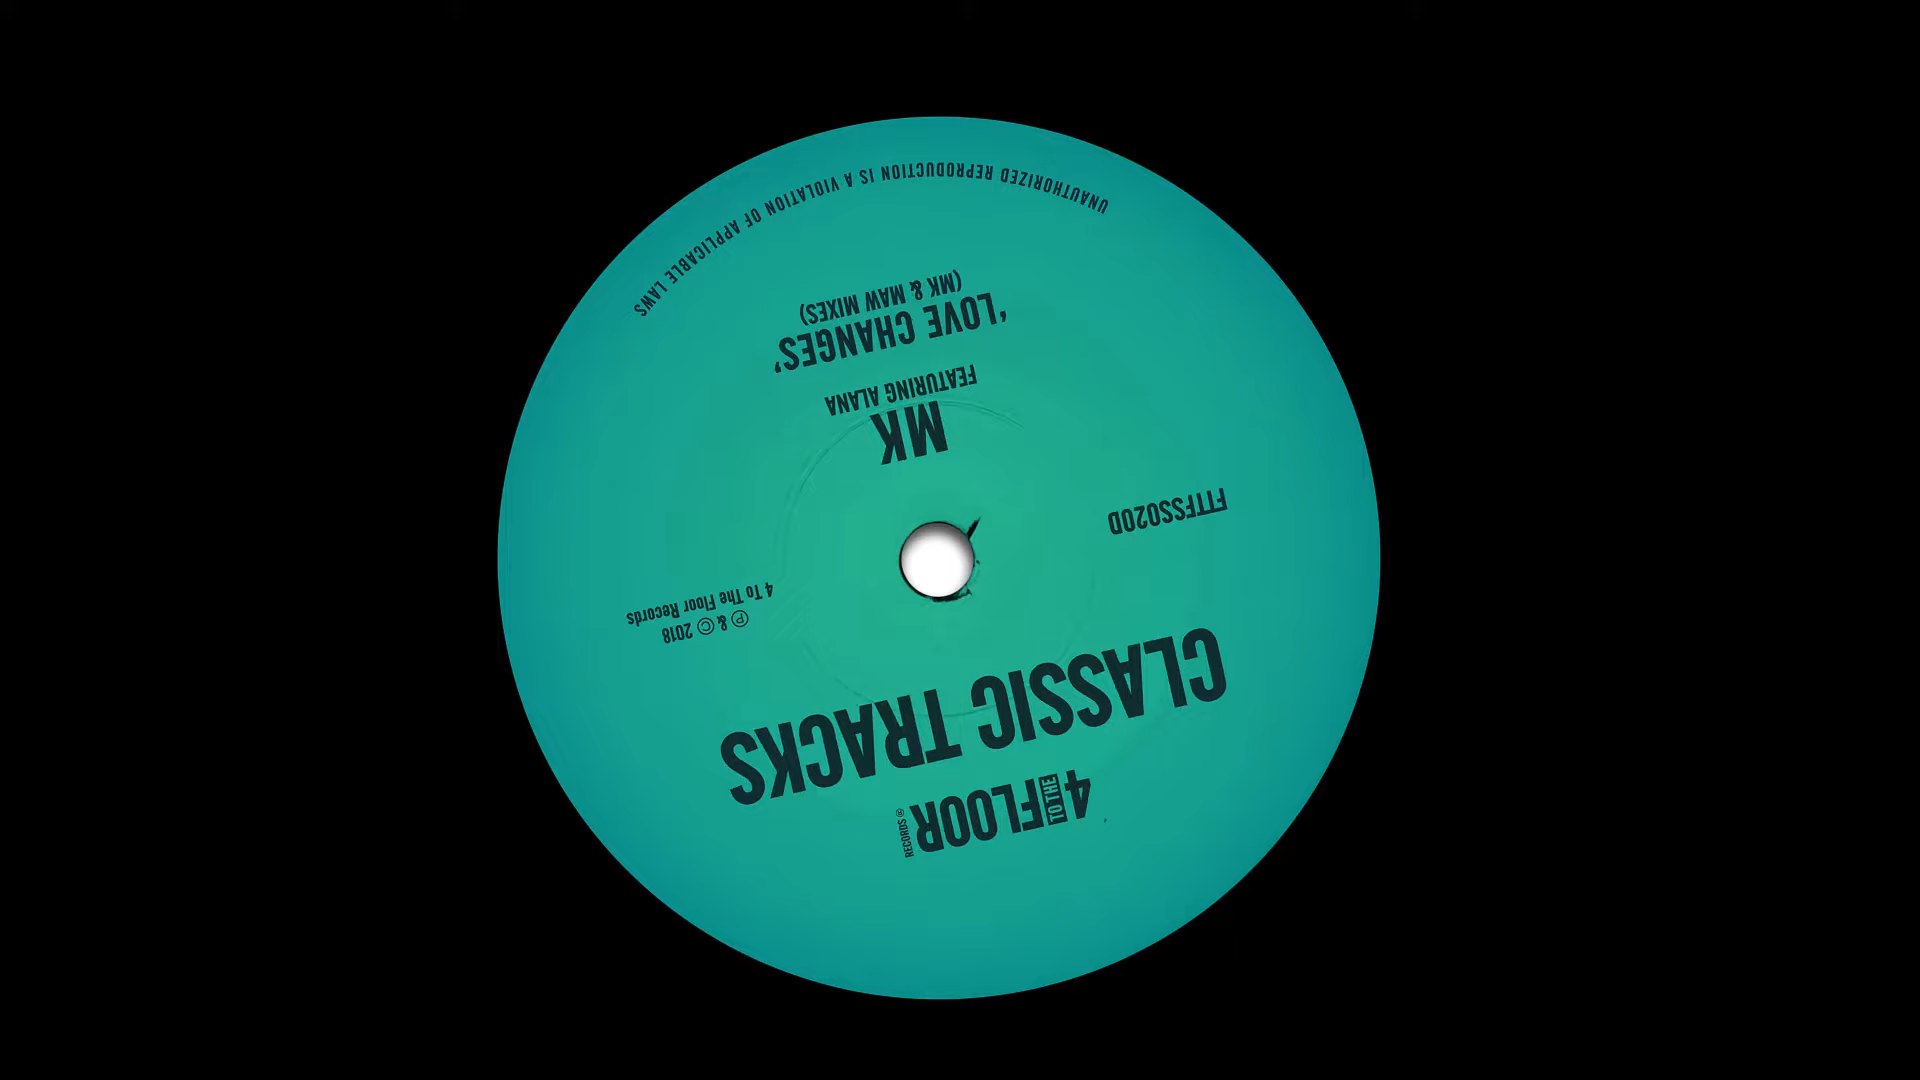 4 TO THE FLOOR RECORDS ®
CLASSIC TRACKS
FTTFSS020D
Ⓟ & © 2018
4 To The Floor Records
MK
FEATURING ALANA
'LOVE CHANGES'
(MK & MAW MIXES)
UNAUTHORIZED REPRODUCTION IS A VIOLATION OF APPLICABLE LAWS